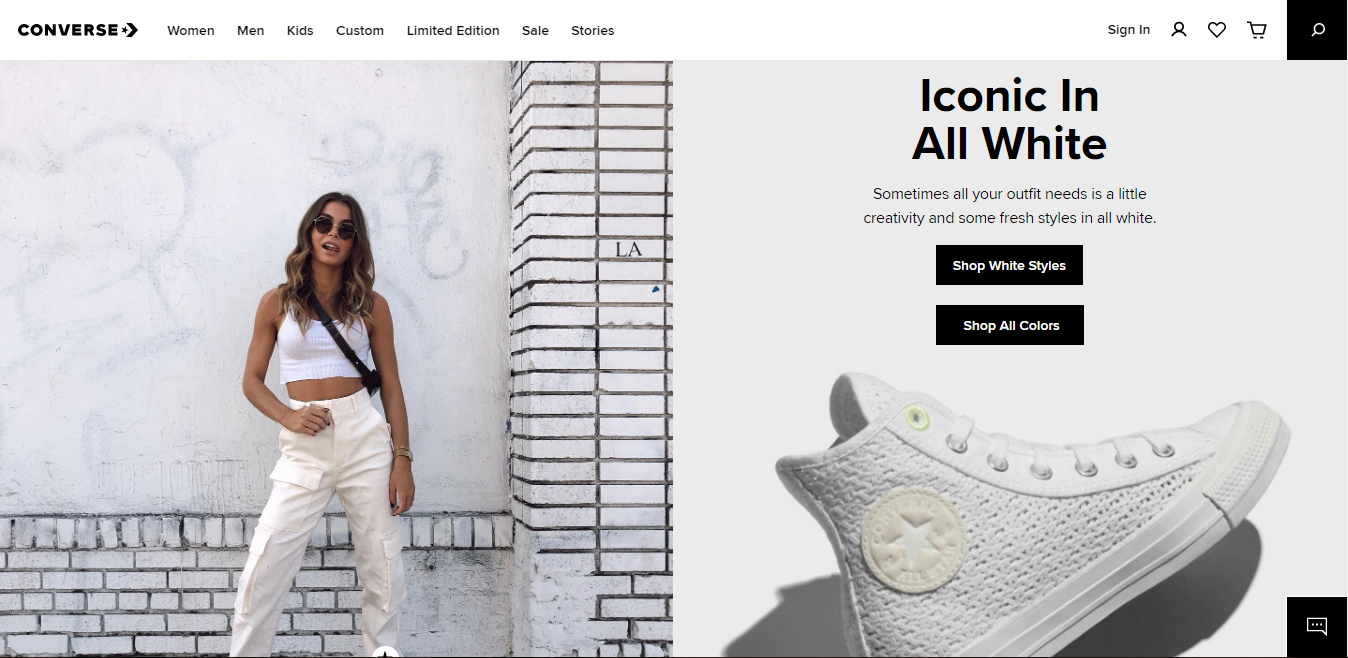 CONVERSE
Women Men Kids Custom Limited Edition Sale Stories
Sign In
Iconic In
All White
Sometimes all your outfit needs is a little
creativity and some fresh styles in all white.
Shop White Styles
Shop All Colors
LA